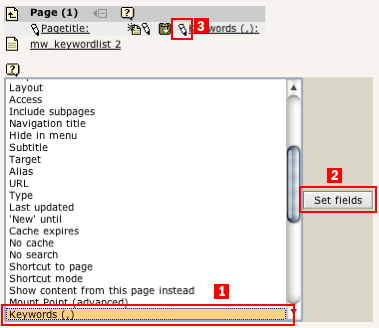 Page (1)
Pagetitle: 3 Keywords (,):
mw_keywordlist 2
Layout
Access
Include subpages
Navigation title
Hide in menu
Subtitle
Target
Alias
URL
Type
Last updated
'New' until
Cache expires
No cache
No search
Shortcut to page
Shortcut mode
Show content from this page instead
Mount Point (advanced)
Keywords (,)
1
2
Set fields